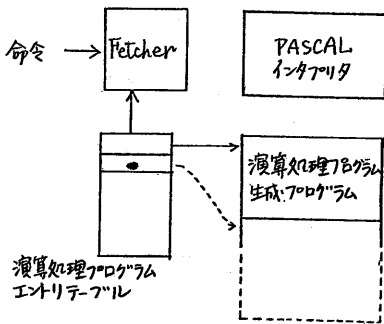 命令
Fetcher
PASCAL
インタプリタ
演算処理プログラム
生成プログラム
演算処理プログラム
エントリテーブル